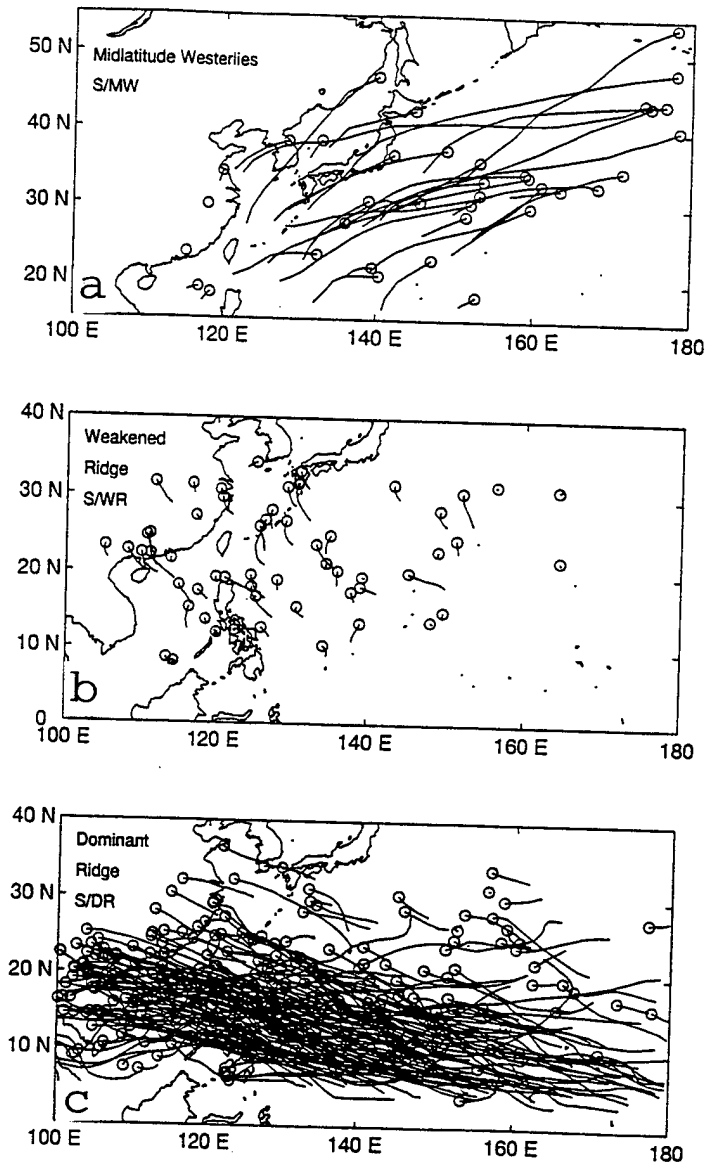 50 N
Midlatitude Westerlies
S/MW
40 N
30 N
20 N
a
100 E 120 E 140 E 160 E 180
40 N
Weakened
Ridge
30 N
S/WR
20 N
10 N
b
0
100 E 120 E 140 E 160 E 180
40 N
Dominant
Ridge
30 N
S/DR
20 N
10 N
c
100 E 120 E 140 E 160 E 180